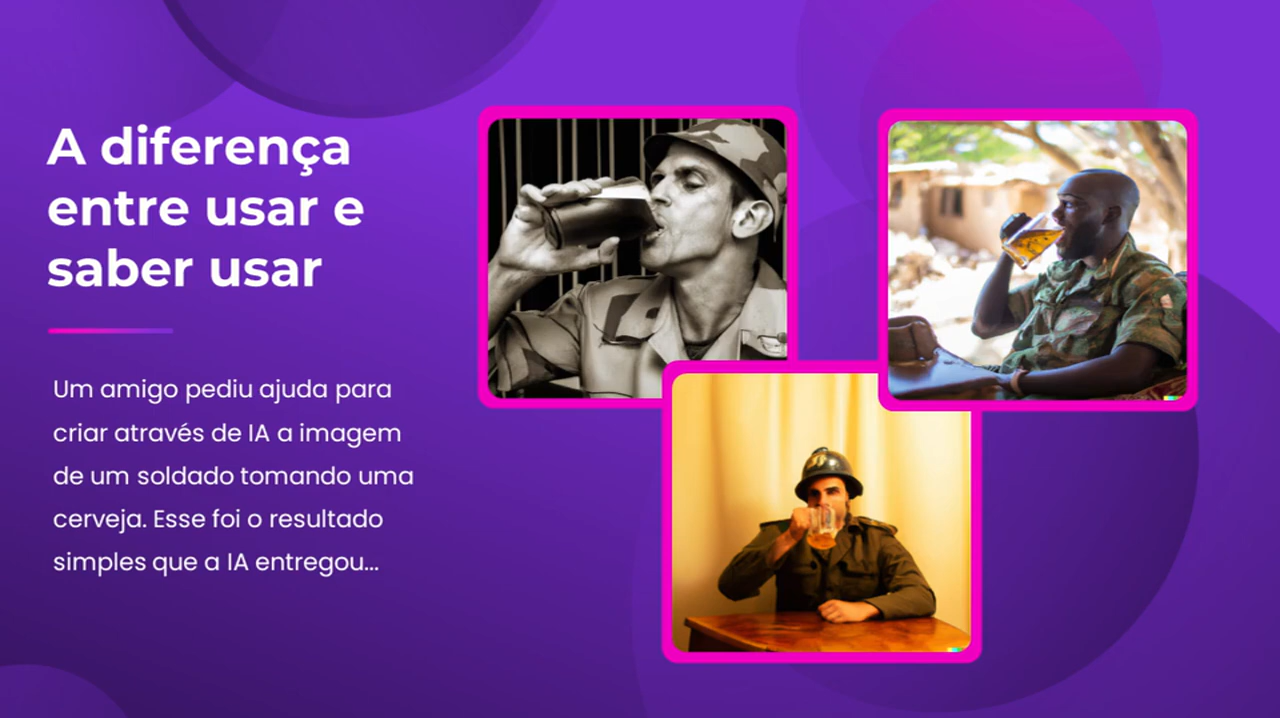 A diferença
entre usar e
saber usar
Um amigo pediu ajuda para
criar através de IA a imagem
de um soldado tomando uma
cerveja. Esse foi o resultado
simples que a IA entregou...